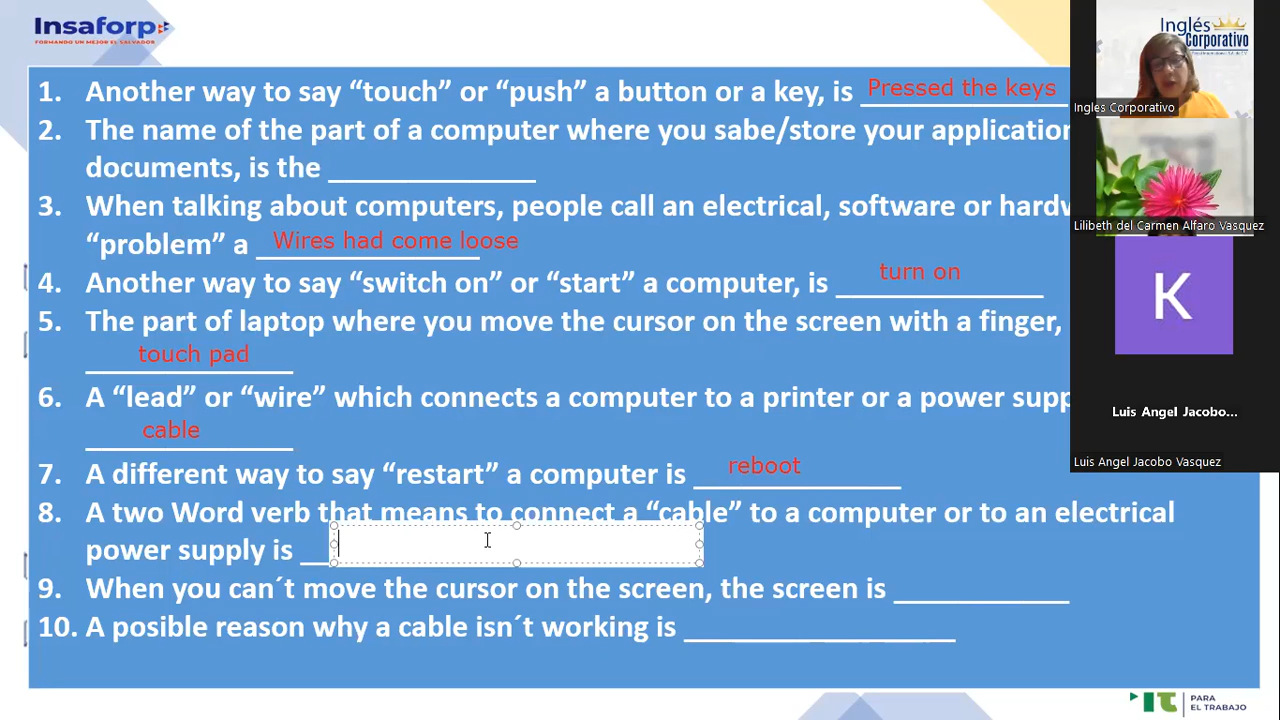 Insaforp
FORMANDO UN MEJOR EL SALVADOR
Inglés
Corporativo
Ingles Corporativo
1. Another way to say “touch” or “push” a button or a key, is Pressed the keys
2. The name of the part of a computer where you sabe/store your application
documents, is the _______________
3. When talking about computers, people call an electrical, software or hardw
“problem” a Wires had come loose
4. Another way to say “switch on” or “start” a computer, is turn on
5. The part of laptop where you move the cursor on the screen with a finger,
touch pad
6. A “lead” or “wire” which connects a computer to a printer or a power supp
cable
7. A different way to say “restart” a computer is reboot
8. A two Word verb that means to connect a “cable” to a computer or to an electrical
power supply is __
9. When you can´t move the cursor on the screen, the screen is _____________
10. A posible reason why a cable isn´t working is ____________________
Lilibeth del Carmen Alfaro Vasquez
K
Luis Angel Jacobo...
Luis Angel Jacobo Vasquez
PARA
EL TRABAJO